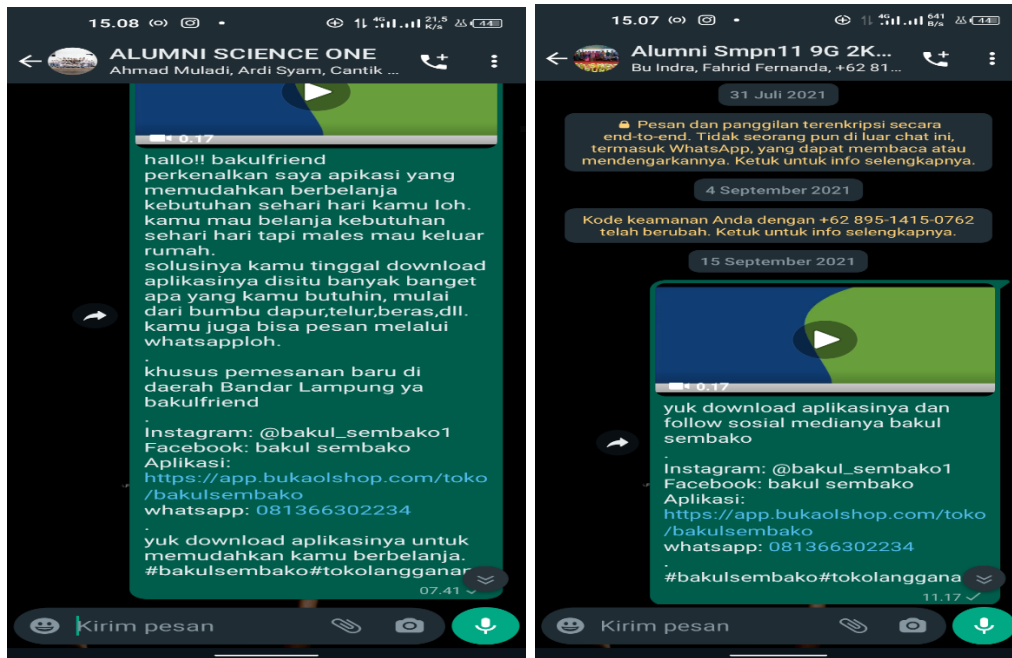 15.08
4G
21,5
K/s
44
ALUMNI SCIENCE ONE
Ahmad Muladi, Ardi Syam, Cantik ...
0.17
hallo!! bakulfriend
perkenalkan saya apikasi yang
memudahkan berbelanja
kebutuhan sehari hari kamu loh.
kamu mau belanja kebutuhan
sehari hari tapi males mau keluar
rumah.
solusinya kamu tinggal download
aplikasinya disitu banyak banget
apa yang kamu butuhin, mulai
dari bumbu dapur,telur,beras,dll.
kamu juga bisa pesan melalui
whatsapploh.
.
khusus pemesanan baru di
daerah Bandar Lampung ya
bakulfriend
.
Instagram: @bakul_sembako1
Facebook: bakul sembako
Aplikasi:
https://app.bukaolshop.com/toko
/bakulsembako
whatsapp: 081366302234
.
yuk download aplikasinya untuk
memudahkan kamu berbelanja.
#bakulsembako#tokolangganan
07.41
Kirim pesan
15.07
4G
641
B/s
44
Alumni Smpn11 9G 2K...
Bu Indra, Fahrid Fernanda, +62 81...
31 Juli 2021
Pesan dan panggilan terenkripsi secara
end-to-end. Tidak seorang pun di luar chat ini,
termasuk WhatsApp, yang dapat membaca atau
mendengarkannya. Ketuk untuk info selengkapnya.
4 September 2021
Kode keamanan Anda dengan +62 895-1415-0762
telah berubah. Ketuk untuk info selengkapnya.
15 September 2021
0.17
yuk download aplikasinya dan
follow sosial medianya bakul
sembako
.
Instagram: @bakul_sembako1
Facebook: bakul sembako
Aplikasi:
https://app.bukaolshop.com/toko
/bakulsembako
whatsapp: 081366302234
.
#bakulsembako#tokolanggana
11.17
Kirim pesan